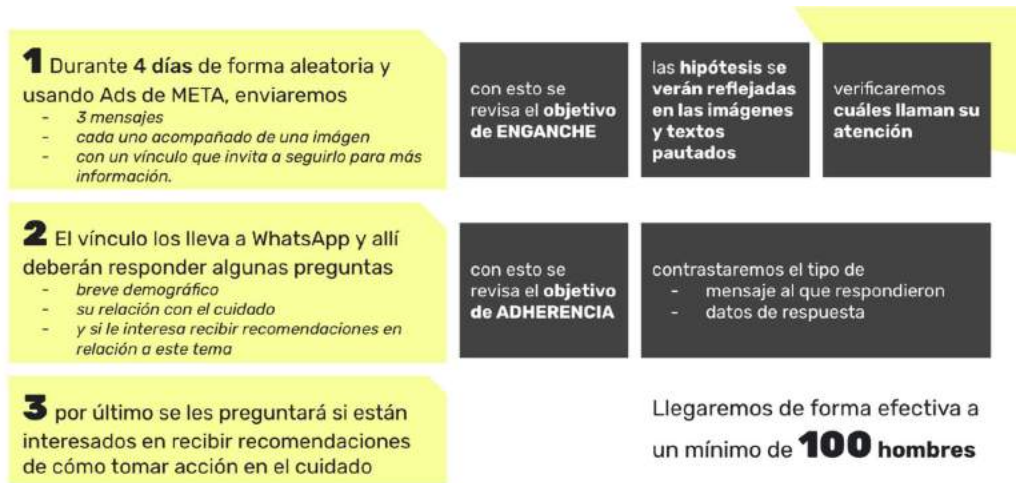 1 Durante 4 días de forma aleatoria y
usando Ads de META, enviaremos
- 3 mensajes
- cada uno acompañado de una imágen
- con un vínculo que invita a seguirlo para más
información.
con esto se
revisa el objetivo
de ENGANCHE
las hipótesis se
verán reflejadas
en las imágenes
y textos
pautados
verificaremos
cuáles llaman su
atención
2 El vínculo los lleva a WhatsApp y allí
deberán responder algunas preguntas
- breve demográfico
- su relación con el cuidado
- y si le interesa recibir recomendaciones en
relación a este tema
con esto se
revisa el objetivo
de ADHERENCIA
contrastaremos el tipo de
- mensaje al que respondieron
- datos de respuesta
3 por último se les preguntará si están
interesados en recibir recomendaciones
de cómo tomar acción en el cuidado
Llegaremos de forma efectiva a
un mínimo de 100 hombres